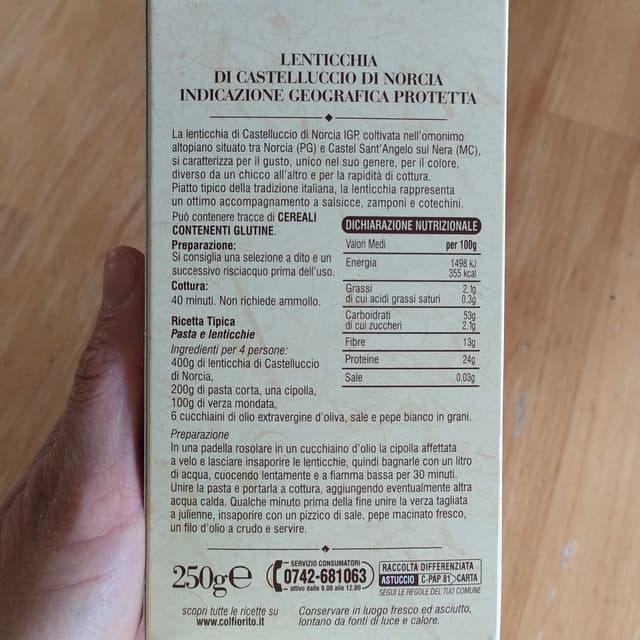 LENTICCHIA
DI CASTELLUCCIO DI NORCIA
INDICAZIONE GEOGRAFICA PROTETTA
La lenticchia di Castelluccio di Norcia IGP, coltivata nell'omonimo
altopiano situato tra Norcia (PG) e Castel Sant'Angelo sul Nera (MC),
si caratterizza per il gusto, unico nel suo genere, per il colore,
diverso da un chicco all'altro e per la rapidità di cottura.
Piatto tipico della tradizione italiana, la lenticchia rappresenta
un ottimo accompagnamento a salsicce, zamponi e cotechini.
Può contenere tracce di CEREALI
CONTENENTI GLUTINE.
Preparazione:
Si consiglia una selezione a dito e un
successivo risciacquo prima dell'uso.
Cottura:
40 minuti. Non richiede ammollo.
DICHIARAZIONE NUTRIZIONALE
Valori Medi per 100g
Energia 1498 kJ
355 kcal
Grassi 2,1g
di cui acidi grassi saturi 0,3g
Carboidrati 53g
di cui zuccheri 2,1g
Fibre 13g
Proteine 24g
Sale 0,03g
Ricetta Tipica
Pasta e lenticchie
Ingredienti per 4 persone:
400g di lenticchia di Castelluccio
di Norcia,
200g di pasta corta, una cipolla,
100g di verza mondata,
6 cucchiaini di olio extravergine d'oliva, sale e pepe bianco in grani.
Preparazione
In una padella rosolare in un cucchiaino d'olio la cipolla affettata
a velo e lasciare insaporire le lenticchie, quindi bagnarle con un litro
di acqua, cuocendo lentamente e a fiamma bassa per 30 minuti.
Unire la pasta e portarla a cottura, aggiungendo eventualmente altra
acqua calda. Qualche minuto prima della fine unire la verza tagliata
a julienne, insaporire con un pizzico di sale, pepe macinato fresco,
un filo d'olio a crudo e servire.
250g℮
SERVIZIO CONSUMATORI
0742-681063
attivo dalle 9.00 alle 12.00
RACCOLTA DIFFERENZIATA
ASTUCCIO C-PAP 81 CARTA
SEGUI LE REGOLE DEL TUO COMUNE
scopri tutte le ricette su
www.colfiorito.it
Conservare in luogo fresco ed asciutto,
lontano da fonti di luce e calore.